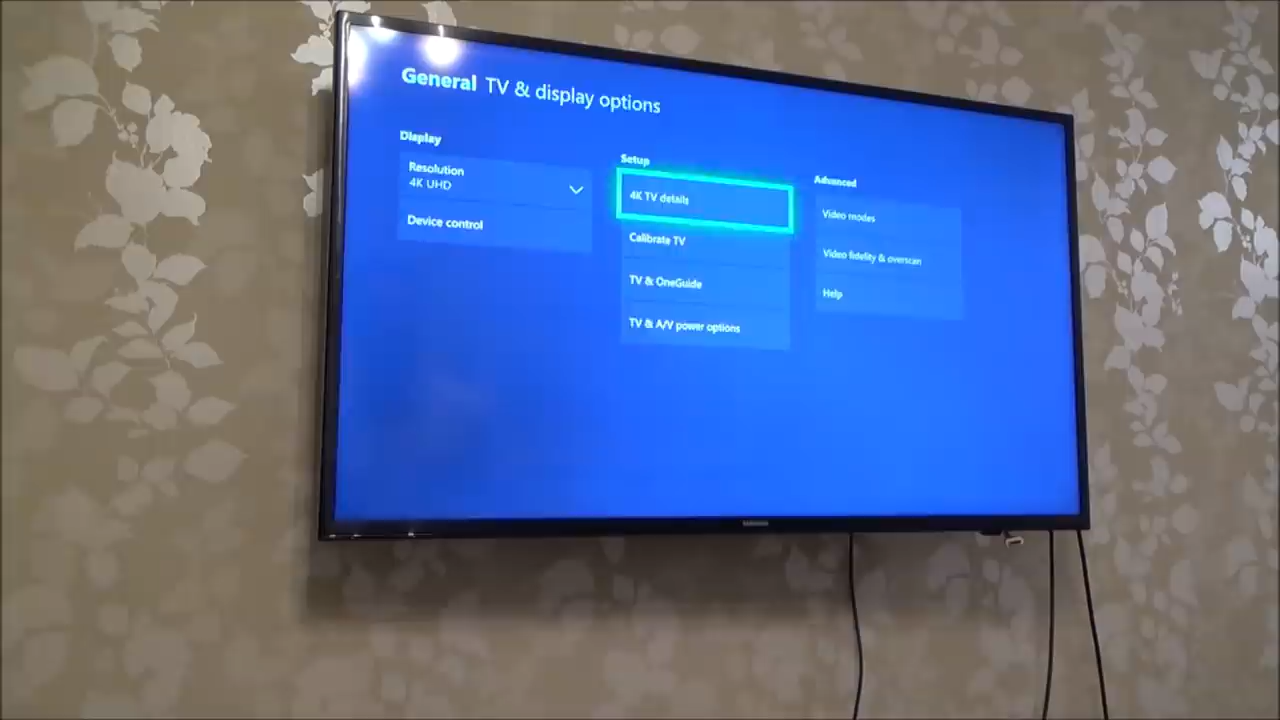 General TV & display options
Display
Resolution
4K UHD
Device control
Setup
4K TV details
Calibrate TV
TV & OneGuide
TV & A/V power options
Advanced
Video modes
Video fidelity & overscan
Help